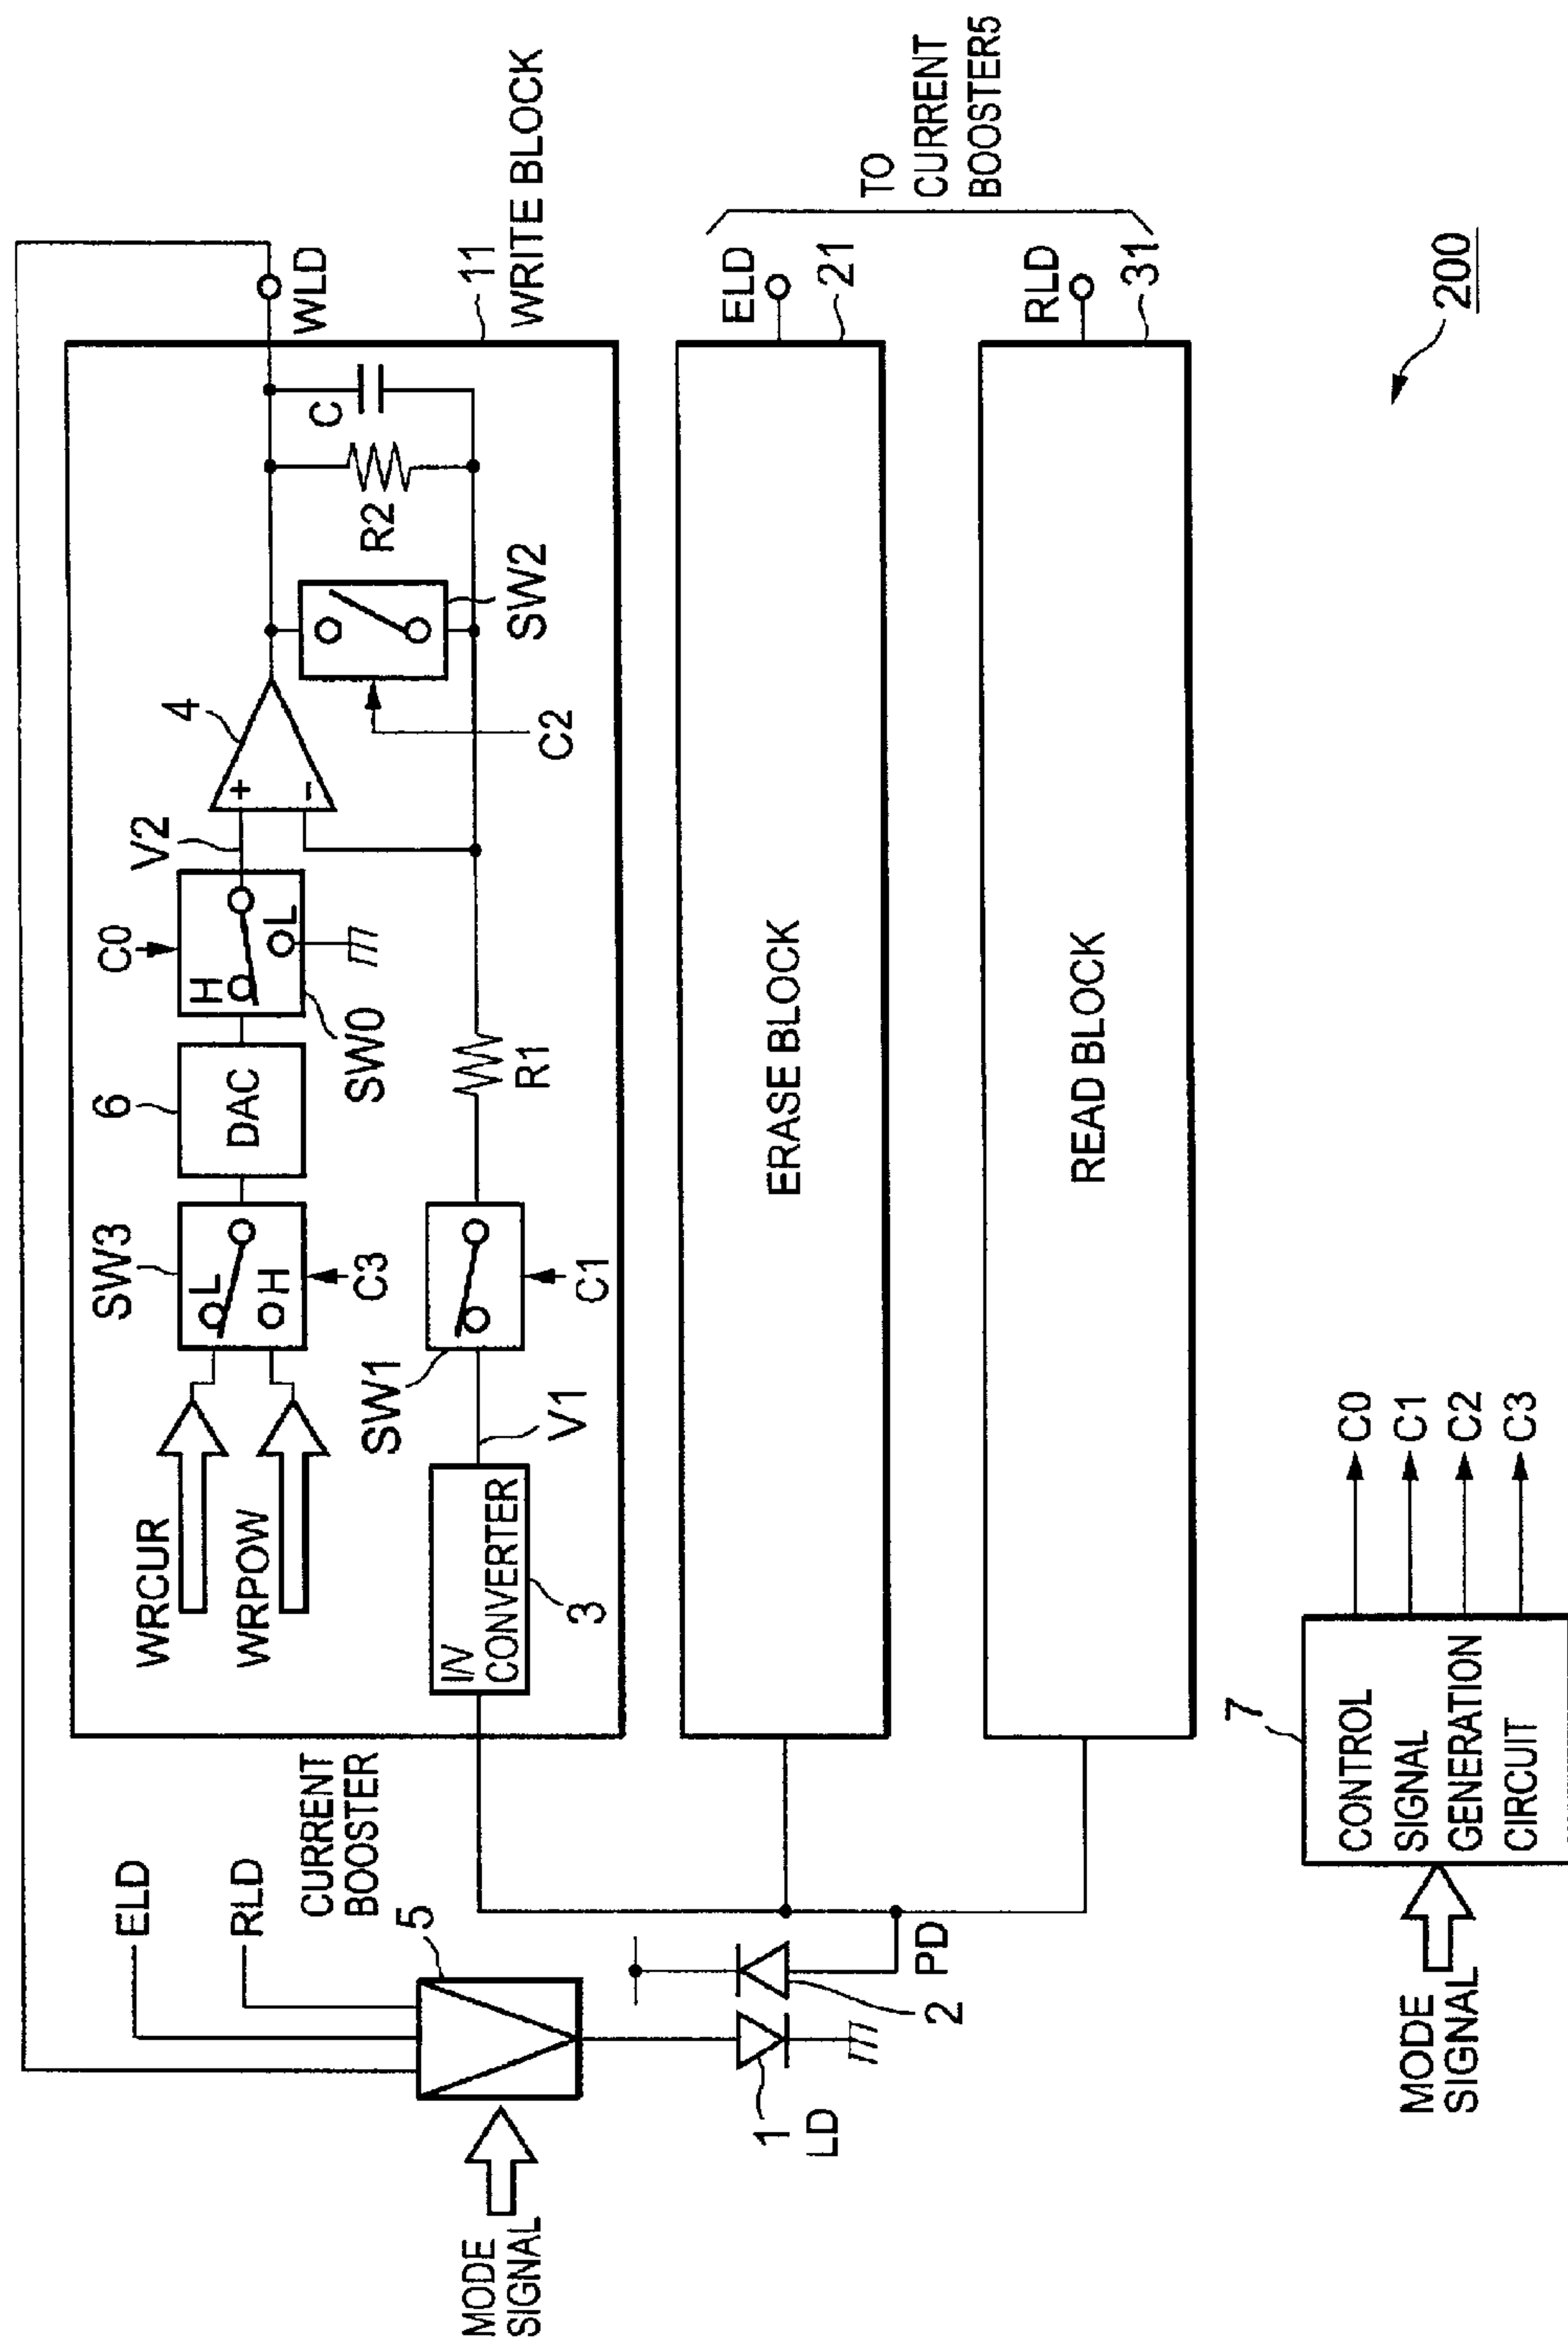 MODE
SIGNAL
ELD
RLD
CURRENT
BOOSTER
5
1
LD
2
PD
WRCUR
WRPOW
I/V
CONVERTER
3
V1
SW3
L
H
C3
SW1
C1
6
DAC
SW0
C0
H
L
V2
R1
4
+
-
C2
SW2
R2
C
WLD
11
WRITE BLOCK
ERASE BLOCK
ELD
21
READ BLOCK
RLD
31
TO
CURRENT
BOOSTER5
MODE
SIGNAL
7
CONTROL
SIGNAL
GENERATION
CIRCUIT
C0
C1
C2
C3
200